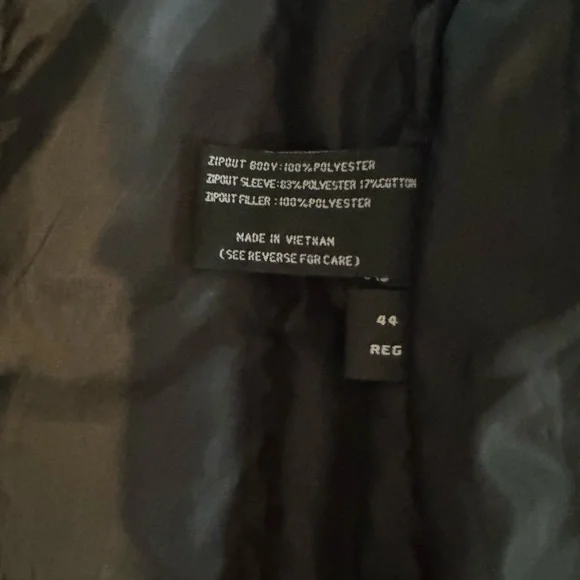 ZIPOUT BODY:100%POLYESTER
ZIPOUT SLEEVE:83%POLYESTER 17%COTTON
ZIPOUT FILLER:100%POLYESTER
MADE IN VIETNAM
(SEE REVERSE FOR CARE)
44
REG